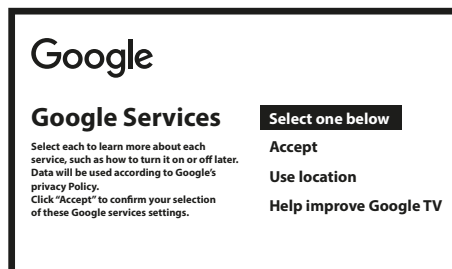 Google
Google Services
Select each to learn more about each
service, such as how to turn it on or off later.
Data will be used according to Google's
privacy Policy.
Click “Accept” to confirm your selection
of these Google services settings.
Select one below
Accept
Use location
Help improve Google TV